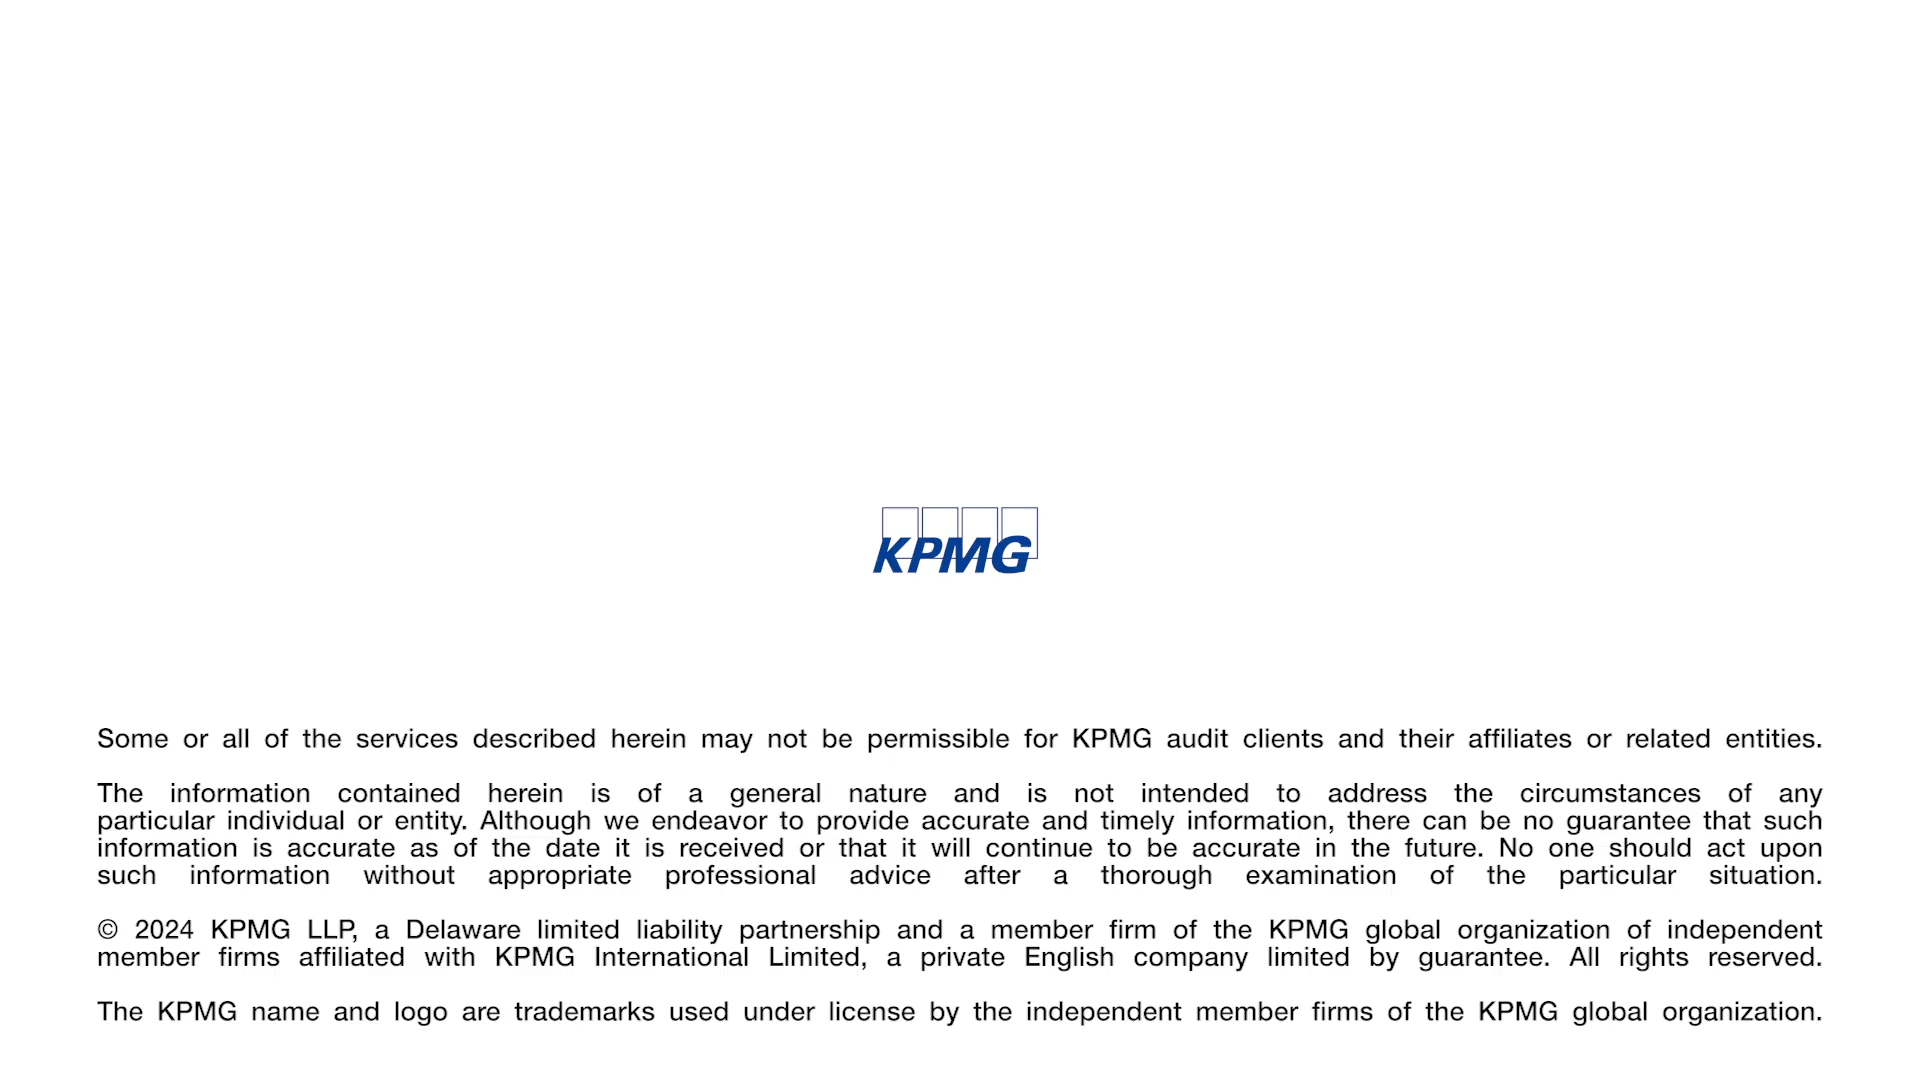 KPMG
Some or all of the services described herein may not be permissible for KPMG audit clients and their affiliates or related entities.
The information contained herein is of a general nature and is not intended to address the circumstances of any
particular individual or entity. Although we endeavor to provide accurate and timely information, there can be no guarantee that such
information is accurate as of the date it is received or that it will continue to be accurate in the future. No one should act upon
such information without appropriate professional advice after a thorough examination of the particular situation.
© 2024 KPMG LLP, a Delaware limited liability partnership and a member firm of the KPMG global organization of independent
member firms affiliated with KPMG International Limited, a private English company limited by guarantee. All rights reserved.
The KPMG name and logo are trademarks used under license by the independent member firms of the KPMG global organization.